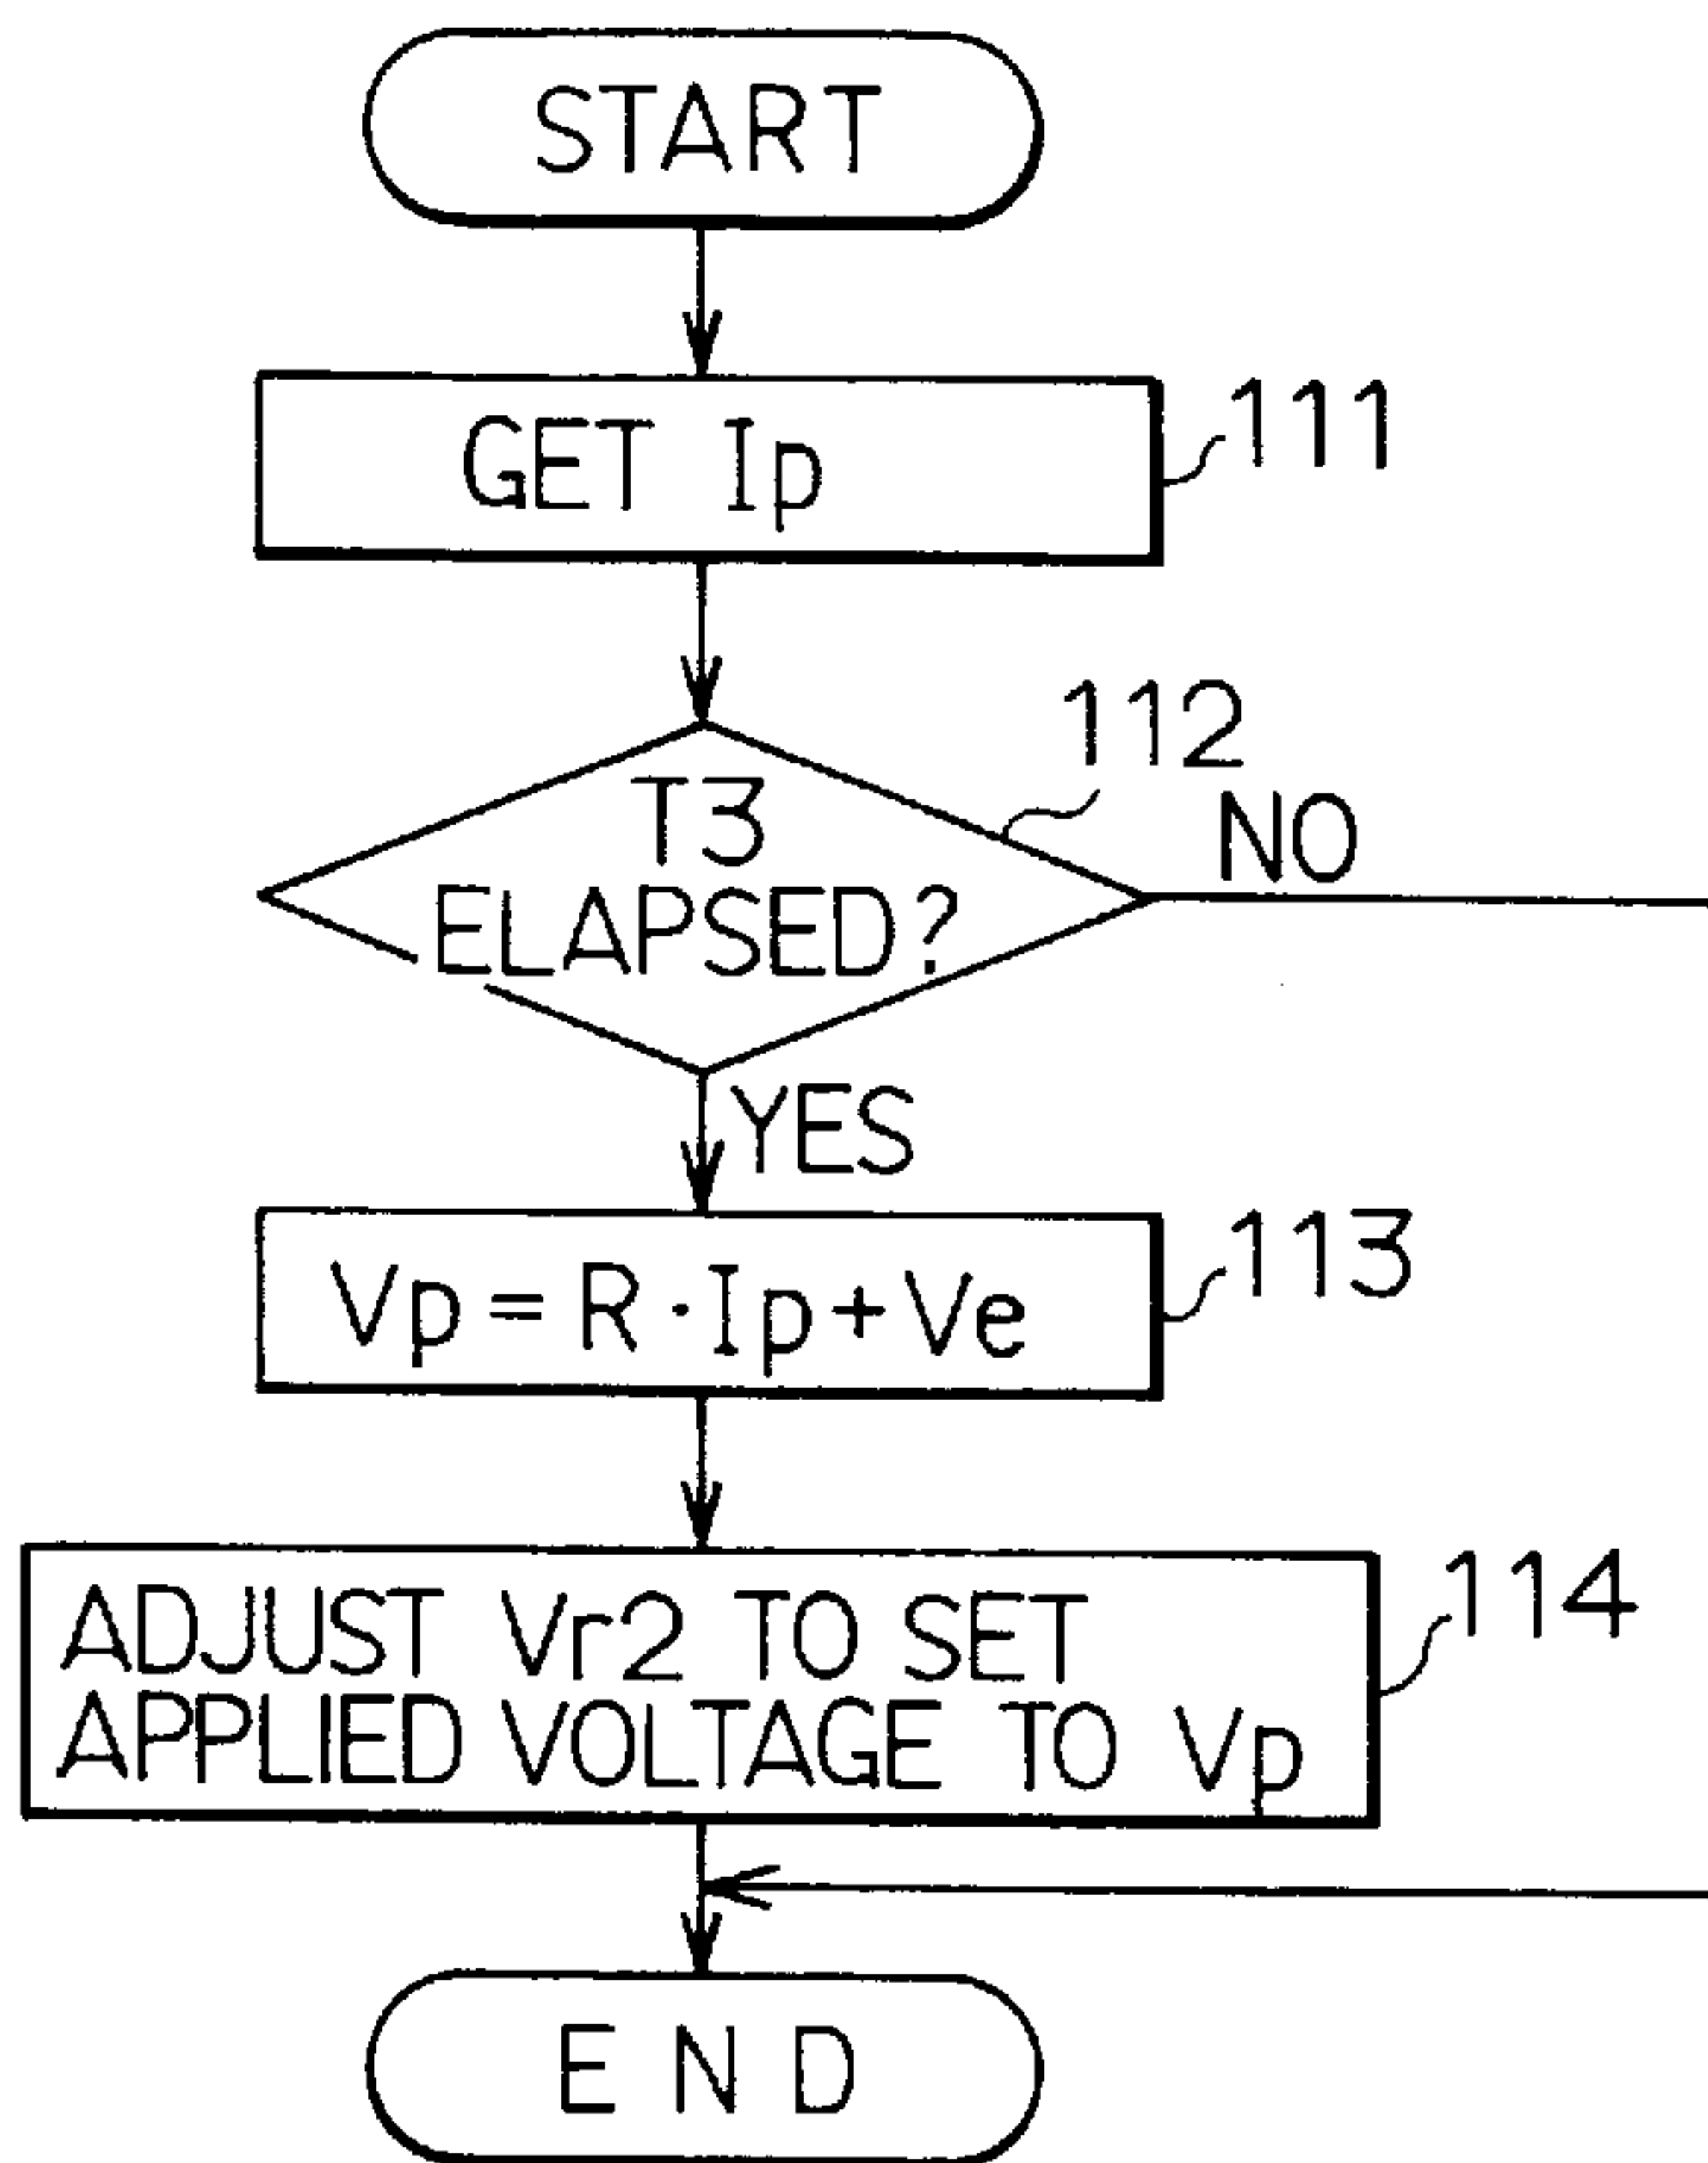 START
GET Ip
111
112
T3
ELAPSED?
NO
YES
Vp=R·Ip+Ve
113
ADJUST Vr2 TO SET
APPLIED VOLTAGE TO Vp
114
END